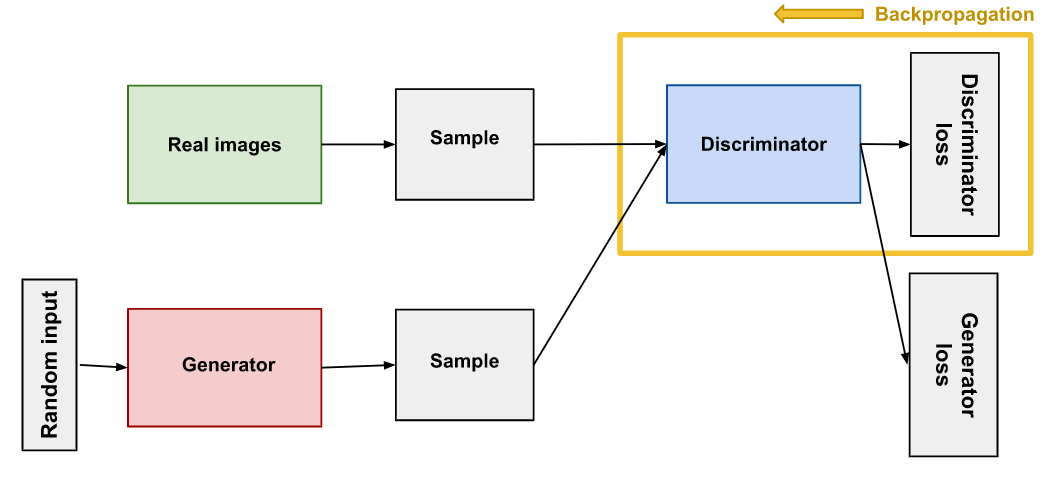 Backpropagation
Real images
Sample
Discriminator
Discriminator
loss
Random input
Generator
Sample
Generator
loss